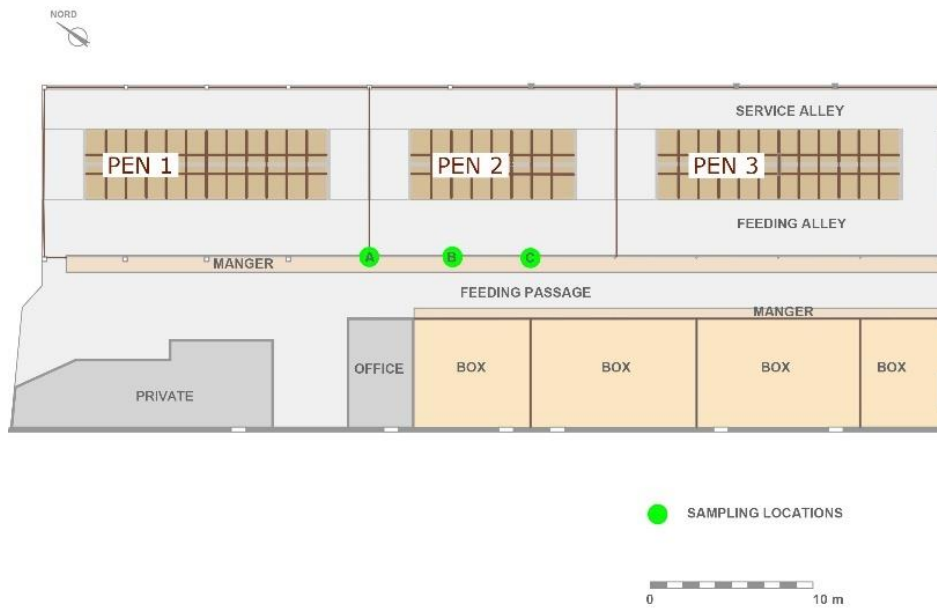 NORD
SERVICE ALLEY
PEN 1
PEN 2
PEN 3
FEEDING ALLEY
A
B
C
MANGER
FEEDING PASSAGE
MANGER
OFFICE
BOX
BOX
BOX
BOX
PRIVATE
SAMPLING LOCATIONS
0
10 m